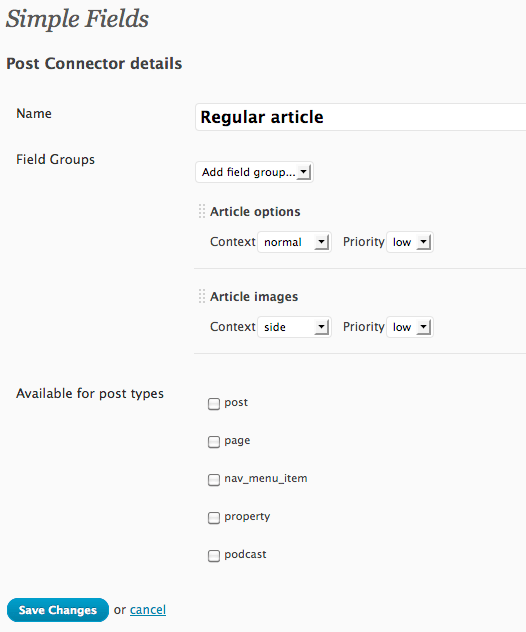 Simple Fields
Post Connector details
Name
Regular article
Field Groups
Add field group...
Article options
Context normal Priority low
Article images
Context side Priority low
Available for post types
post
page
nav_menu_item
property
podcast
Save Changes or cancel